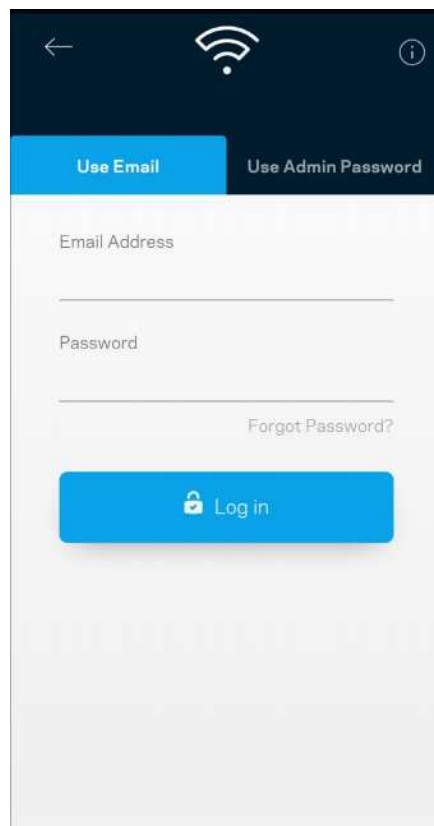 Use Email
Use Admin Password
Email Address
Password
Forgot Password?
Log in